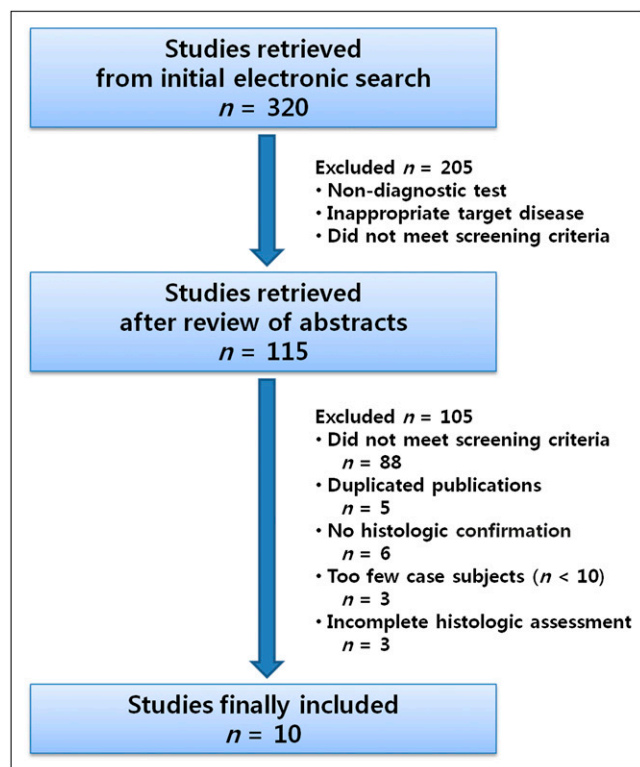 Studies retrieved
from initial electronic search
n = 320
Excluded n = 205
• Non-diagnostic test
• Inappropriate target disease
• Did not meet screening criteria
Studies retrieved
after review of abstracts
n = 115
Excluded n = 105
• Did not meet screening criteria
n = 88
• Duplicated publications
n = 5
• No histologic confirmation
n = 6
• Too few case subjects (n < 10)
n = 3
• Incomplete histologic assessment
n = 3
Studies finally included
n = 10